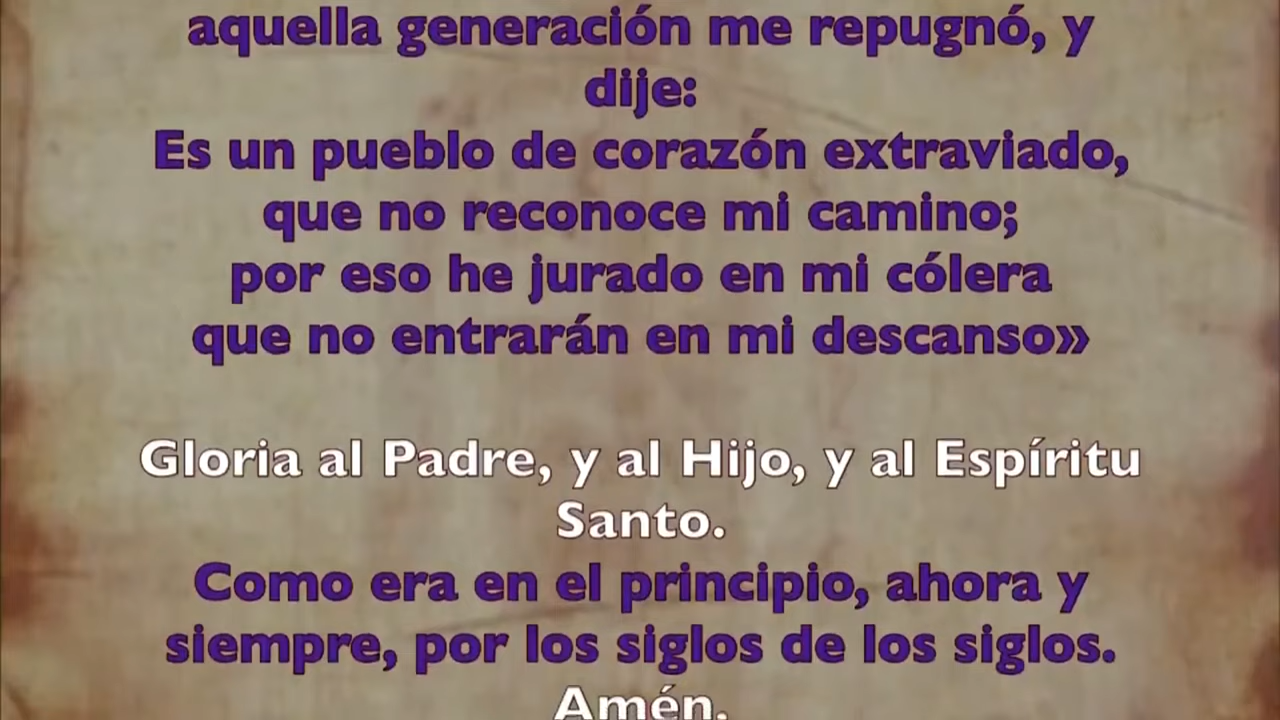 aquella generación me repugnó, y
dije:
Es un pueblo de corazón extraviado,
que no reconoce mi camino;
por eso he jurado en mi cólera
que no entrarán en mi descanso»
Gloria al Padre, y al Hijo, y al Espíritu
Santo.
Como era en el principio, ahora y
siempre, por los siglos de los siglos.
Amén.